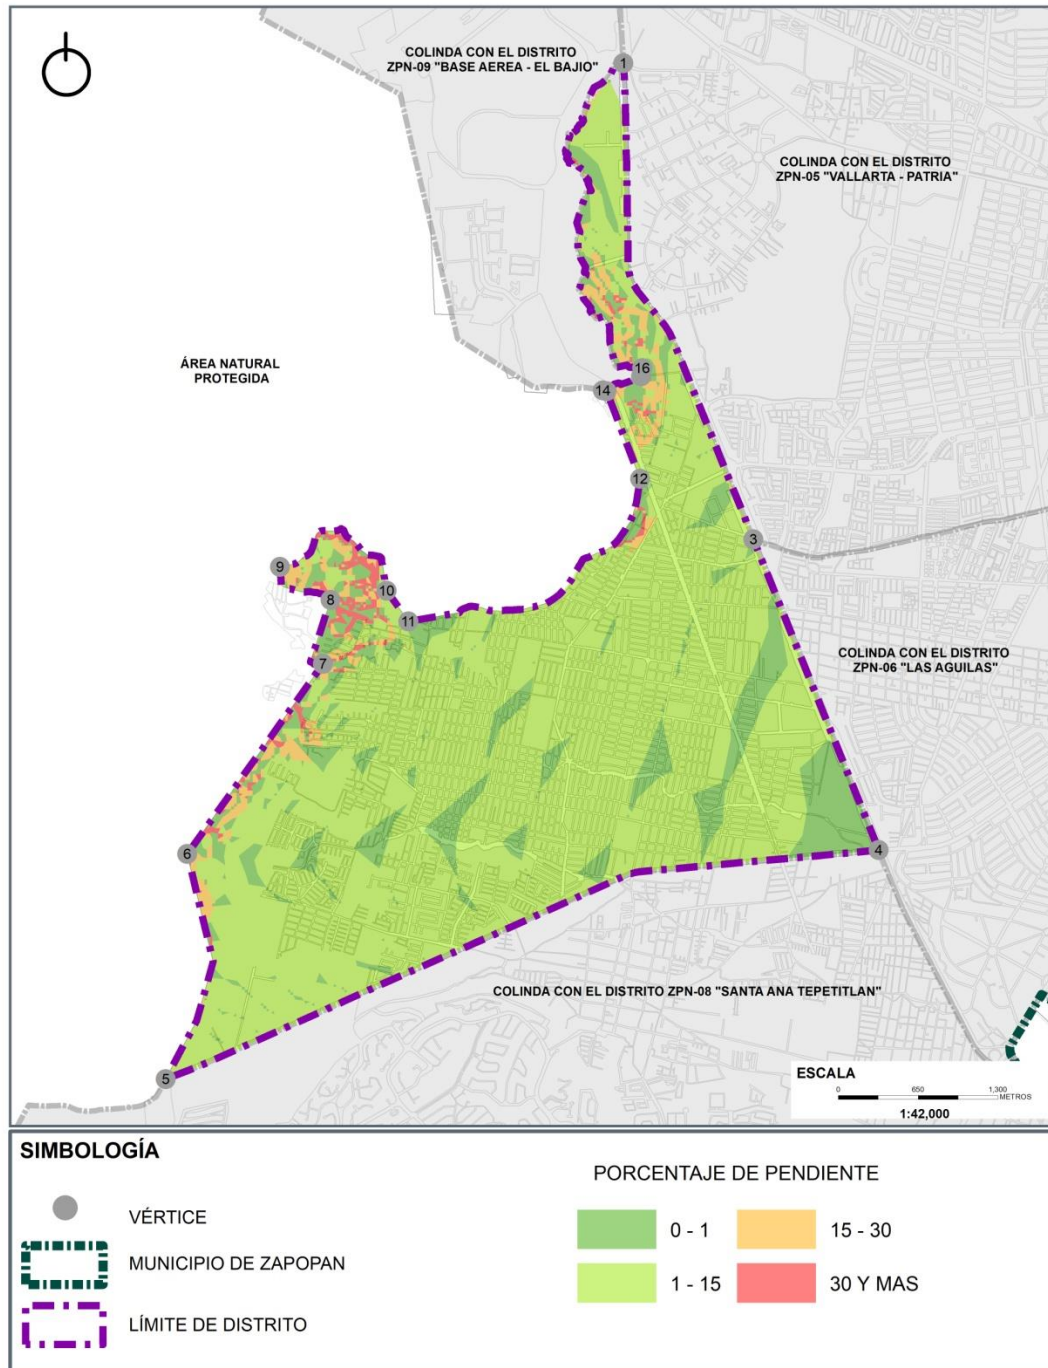 COLINDA CON EL DISTRITO
ZPN-09 "BASE AEREA - EL BAJIO"
1
COLINDA CON EL DISTRITO
ZPN-05 "VALLARTA - PATRIA"
ÁREA NATURAL
PROTEGIDA
16
14
12
3
9
10
8
11
7
COLINDA CON EL DISTRITO
ZPN-06 "LAS AGUILAS"
6
4
COLINDA CON EL DISTRITO ZPN-08 "SANTA ANA TEPETITLAN"
5
ESCALA
0 650 1,300
METROS
1:42,000
SIMBOLOGÍA
VÉRTICE
MUNICIPIO DE ZAPOPAN
LÍMITE DE DISTRITO
PORCENTAJE DE PENDIENTE
0 - 1
15 - 30
1 - 15
30 Y MAS